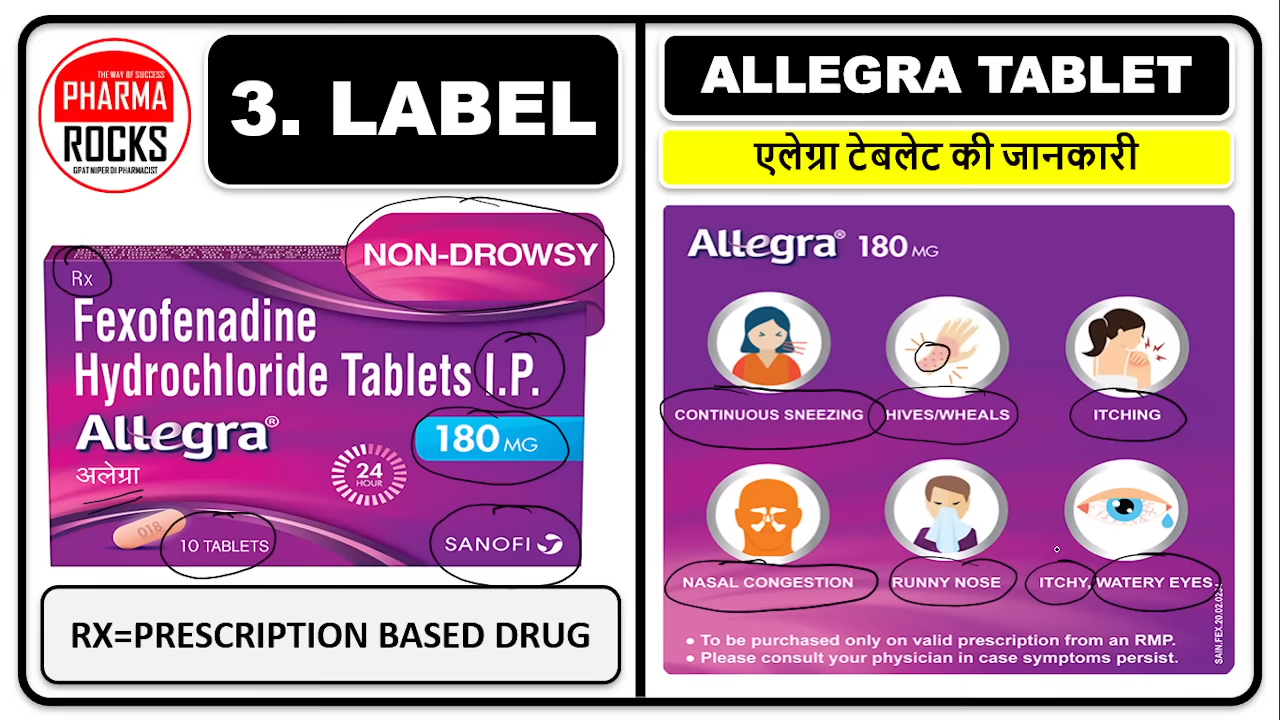 THE WAY OF SUCCESS
PHARMA
ROCKS
GPAT NIPER DI PHARMACIST
3. LABEL
NON-DROWSY
Rx
Fexofenadine
Hydrochloride Tablets I.P.
Allegra®
180 MG
अलेग्रा
24
HOUR
018
10 TABLETS
SANOFI
RX=PRESCRIPTION BASED DRUG
ALLEGRA TABLET
एलेग्रा टेबलेट की जानकारी
Allegra® 180 MG
CONTINUOUS SNEEZING
HIVES/WHEALS
ITCHING
NASAL CONGESTION
RUNNY NOSE
ITCHY, WATERY EYES
• To be purchased only on valid prescription from an RMP.
• Please consult your physician in case symptoms persist.